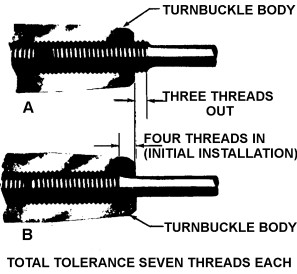 TURNBUCKLE BODY
A
THREE THREADS
OUT
FOUR THREADS IN
(INITIAL INSTALLATION)
TURNBUCKLE BODY
B
TOTAL TOLERANCE SEVEN THREADS EACH